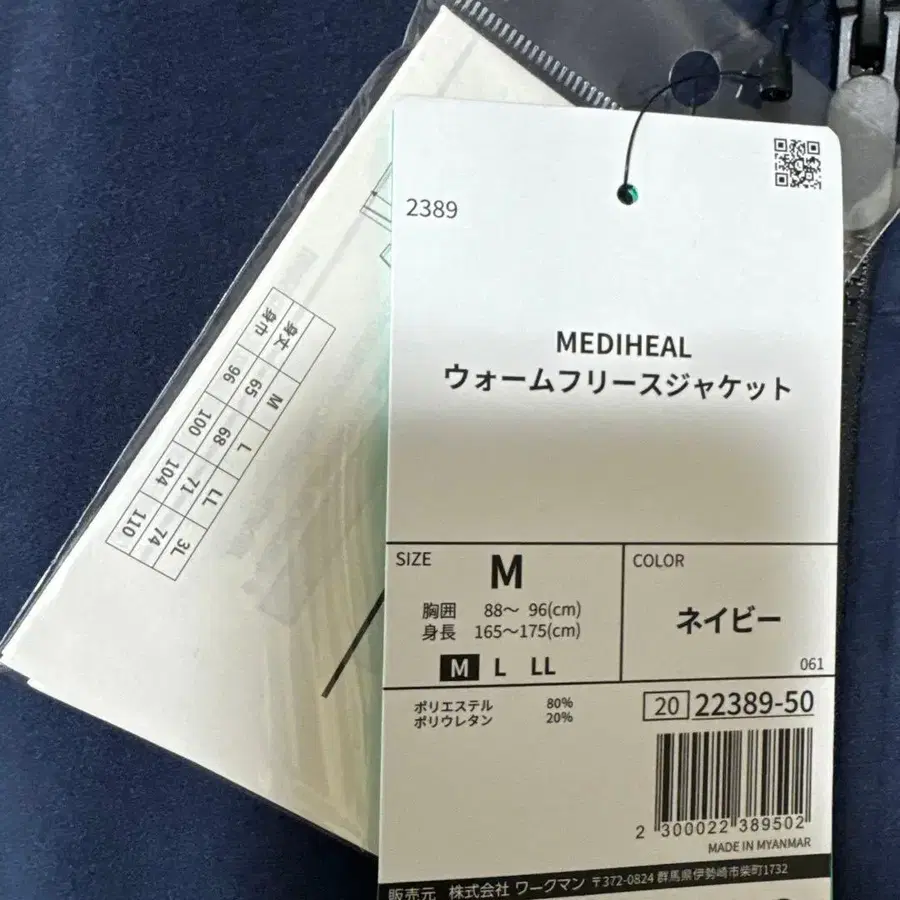 2389
MEDIHEAL
ウォームフリースジャケット
SIZE
M
胸囲 88～ 96(cm)
身長 165～175(cm)
M L LL
COLOR
ネイビー
061
ポリエステル 80%
ポリウレタン 20%
20 22389-50
2 300022 389502
MADE IN MYANMAR
販売元 株式会社 ワークマン 〒372-0824 群馬県伊勢崎市柴町1732
M L LL 3L
身丈 65 68 71 74
身巾 96 100 104 110